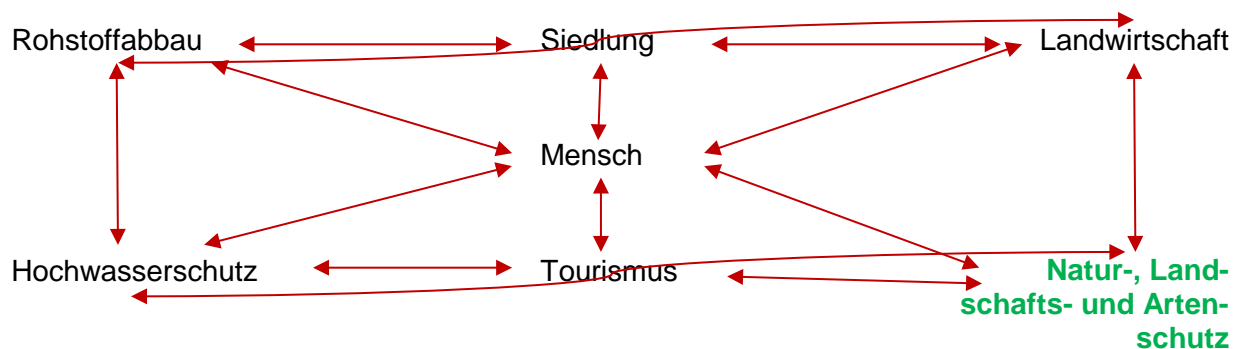 Rohstoffabbau Siedlung Landwirtschaft
Mensch
Hochwasserschutz Tourismus Natur-, Land-
schafts- und Arten-
schutz